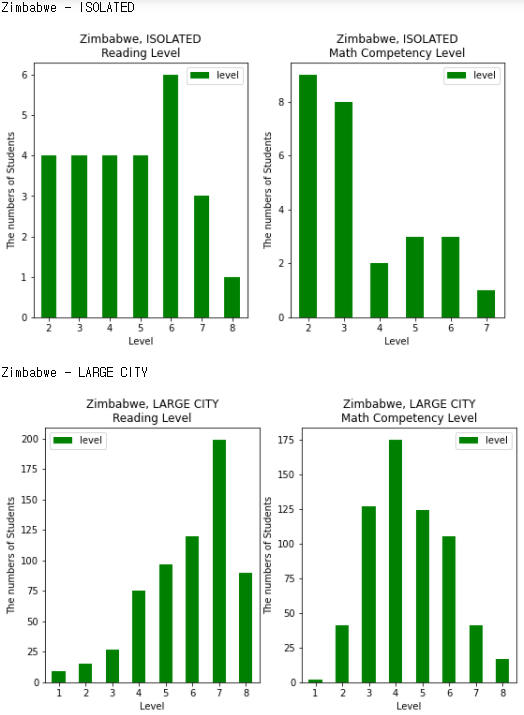 Zimbabwe - ISOLATED
Zimbabwe, ISOLATED
Reading Level
level
The numbers of Students
6
5
4
3
2
1
0
2 3 4 5 6 7 8
Level
Zimbabwe, ISOLATED
Math Competency Level
level
The numbers of Students
8
6
4
2
0
2 3 4 5 6 7
Level
Zimbabwe - LARGE CITY
Zimbabwe, LARGE CITY
Reading Level
level
The numbers of Students
200
175
150
125
100
75
50
25
0
1 2 3 4 5 6 7 8
Level
Zimbabwe, LARGE CITY
Math Competency Level
level
The numbers of Students
175
150
125
100
75
50
25
0
1 2 3 4 5 6 7 8
Level